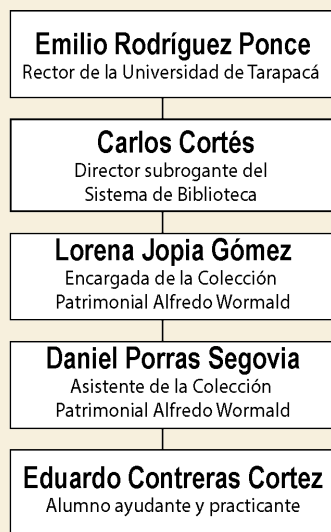 Emilio Rodríguez Ponce
Rector de la Universidad de Tarapacá
Carlos Cortés
Director subrogante del
Sistema de Biblioteca
Lorena Jopia Gómez
Encargada de la Colección
Patrimonial Alfredo Wormald
Daniel Porras Segovia
Asistente de la Colección
Patrimonial Alfredo Wormald
Eduardo Contreras Cortez
Alumno ayudante y practicante